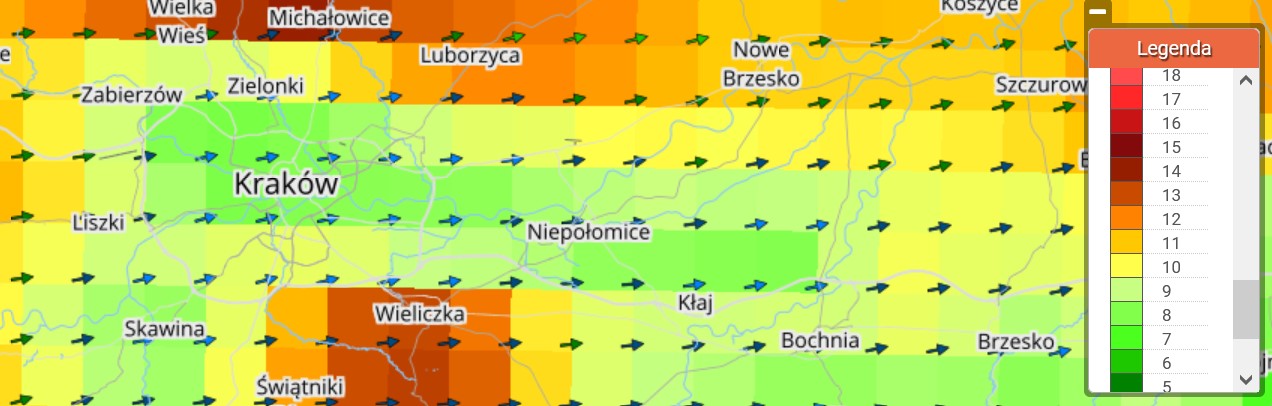 Wielka
Wieś
Michałowice
Koszyce
Luborzyca
Nowe
Brzesko
Zabierzów
Zielonki
Szczurow
Kraków
Liszki
Niepołomice
Kłaj
Wieliczka
Skawina
Bochnia
Brzesko
Świątniki
Legenda
18
17
16
15
14
13
12
11
10
9
8
7
6
5